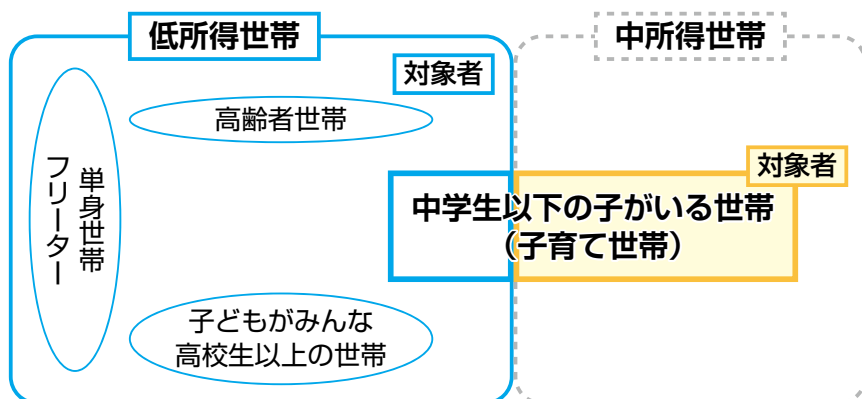 低所得世帯
中所得世帯
対象者
高齢者世帯
単身世帯
フリーター
対象者
中学生以下の子がいる世帯
（子育て世帯）
子どもがみんな
高校生以上の世帯